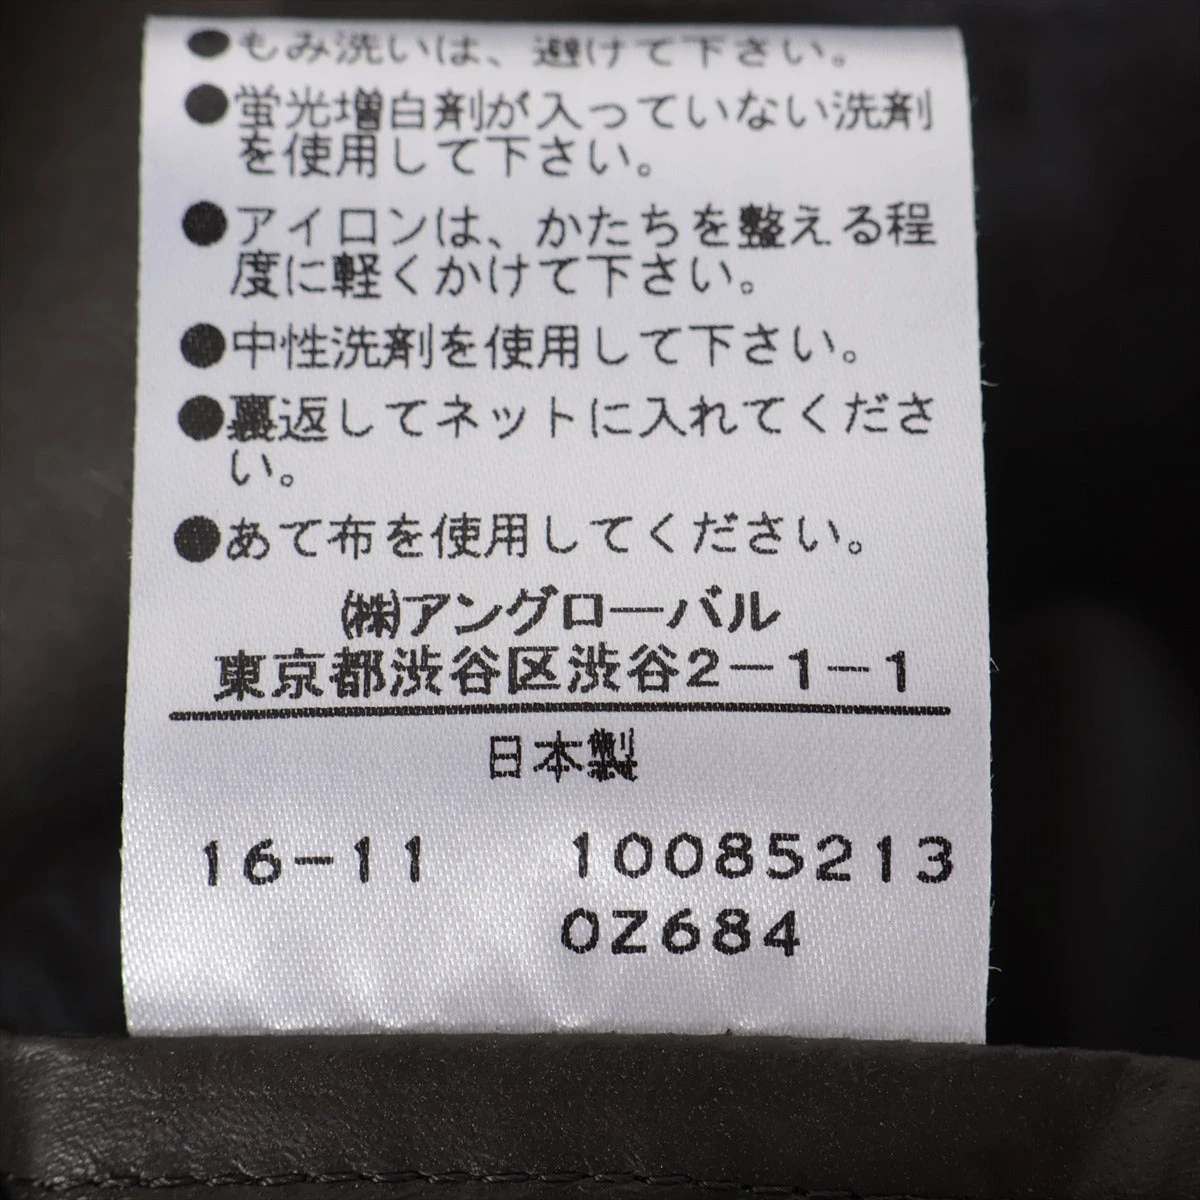 ●もみ洗いは、避けて下さい。
●蛍光増白剤が入っていない洗剤
を使用して下さい。
●アイロンは、かたちを整える程
度に軽くかけて下さい。
●中性洗剤を使用して下さい。
●裏返してネットに入れてくださ
い。
●あて布を使用してください。
㈱アングローバル
東京都渋谷区渋谷2-1-1
日本製
16-11 10085213
0Z684